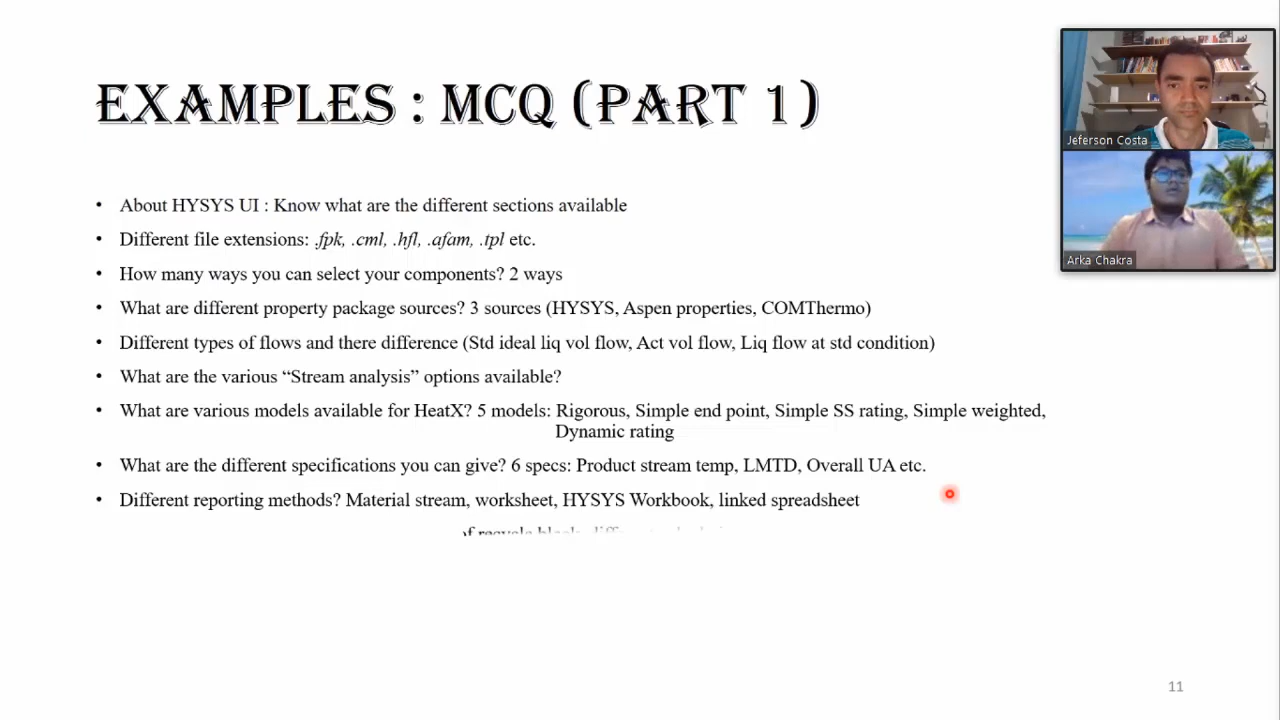 EXAMPLES : MCQ (PART 1)
• About HYSYS UI : Know what are the different sections available
• Different file extensions: .fpk, .cml, .hfl, .afam, .tpl etc.
• How many ways you can select your components? 2 ways
• What are different property package sources? 3 sources (HYSYS, Aspen properties, COMThermo)
• Different types of flows and there difference (Std ideal liq vol flow, Act vol flow, Liq flow at std condition)
• What are the various “Stream analysis” options available?
• What are various models available for HeatX? 5 models: Rigorous, Simple end point, Simple SS rating, Simple weighted,
Dynamic rating
• What are the different specifications you can give? 6 specs: Product stream temp, LMTD, Overall UA etc.
• Different reporting methods? Material stream, worksheet, HYSYS Workbook, linked spreadsheet
of recycle
Jeferson Costa
Arka Chakra
11